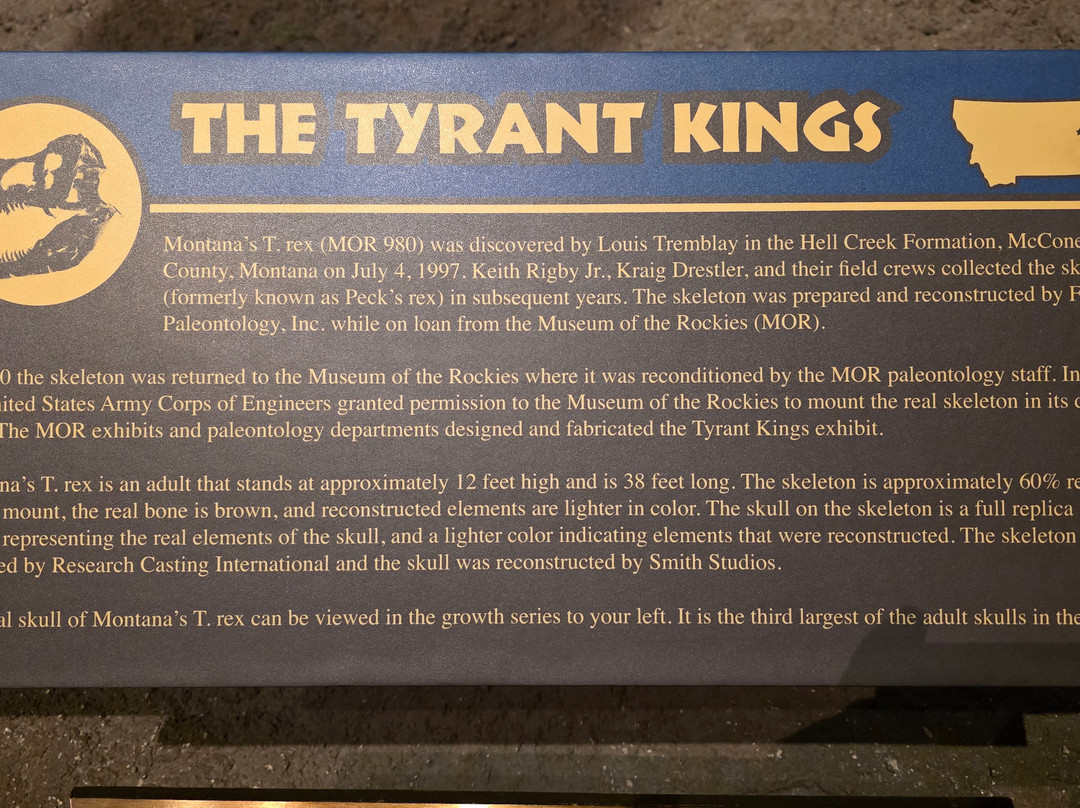 THE TYRANT KINGS
Montana's T. rex (MOR 980) was discovered by Louis Tremblay in the Hell Creek Formation, McCone
County, Montana on July 4, 1997. Keith Rigby Jr., Kraig Drestler, and their field crews collected the sk
(formerly known as Peck's rex) in subsequent years. The skeleton was prepared and reconstructed by F
Paleontology, Inc. while on loan from the Museum of the Rockies (MOR).
0 the skeleton was returned to the Museum of the Rockies where it was reconditioned by the MOR paleontology staff. In
ited States Army Corps of Engineers granted permission to the Museum of the Rockies to mount the real skeleton in its
The MOR exhibits and paleontology departments designed and fabricated the Tyrant Kings exhibit.
na's T. rex is an adult that stands at approximately 12 feet high and is 38 feet long. The skeleton is approximately 60% re
mount, the real bone is brown, and reconstructed elements are lighter in color. The skull on the skeleton is a full replica
representing the real elements of the skull, and a lighter color indicating elements that were reconstructed. The skeleton
ed by Research Casting International and the skull was reconstructed by Smith Studios.
al skull of Montana's T. rex can be viewed in the growth series to your left. It is the third largest of the adult skulls in the